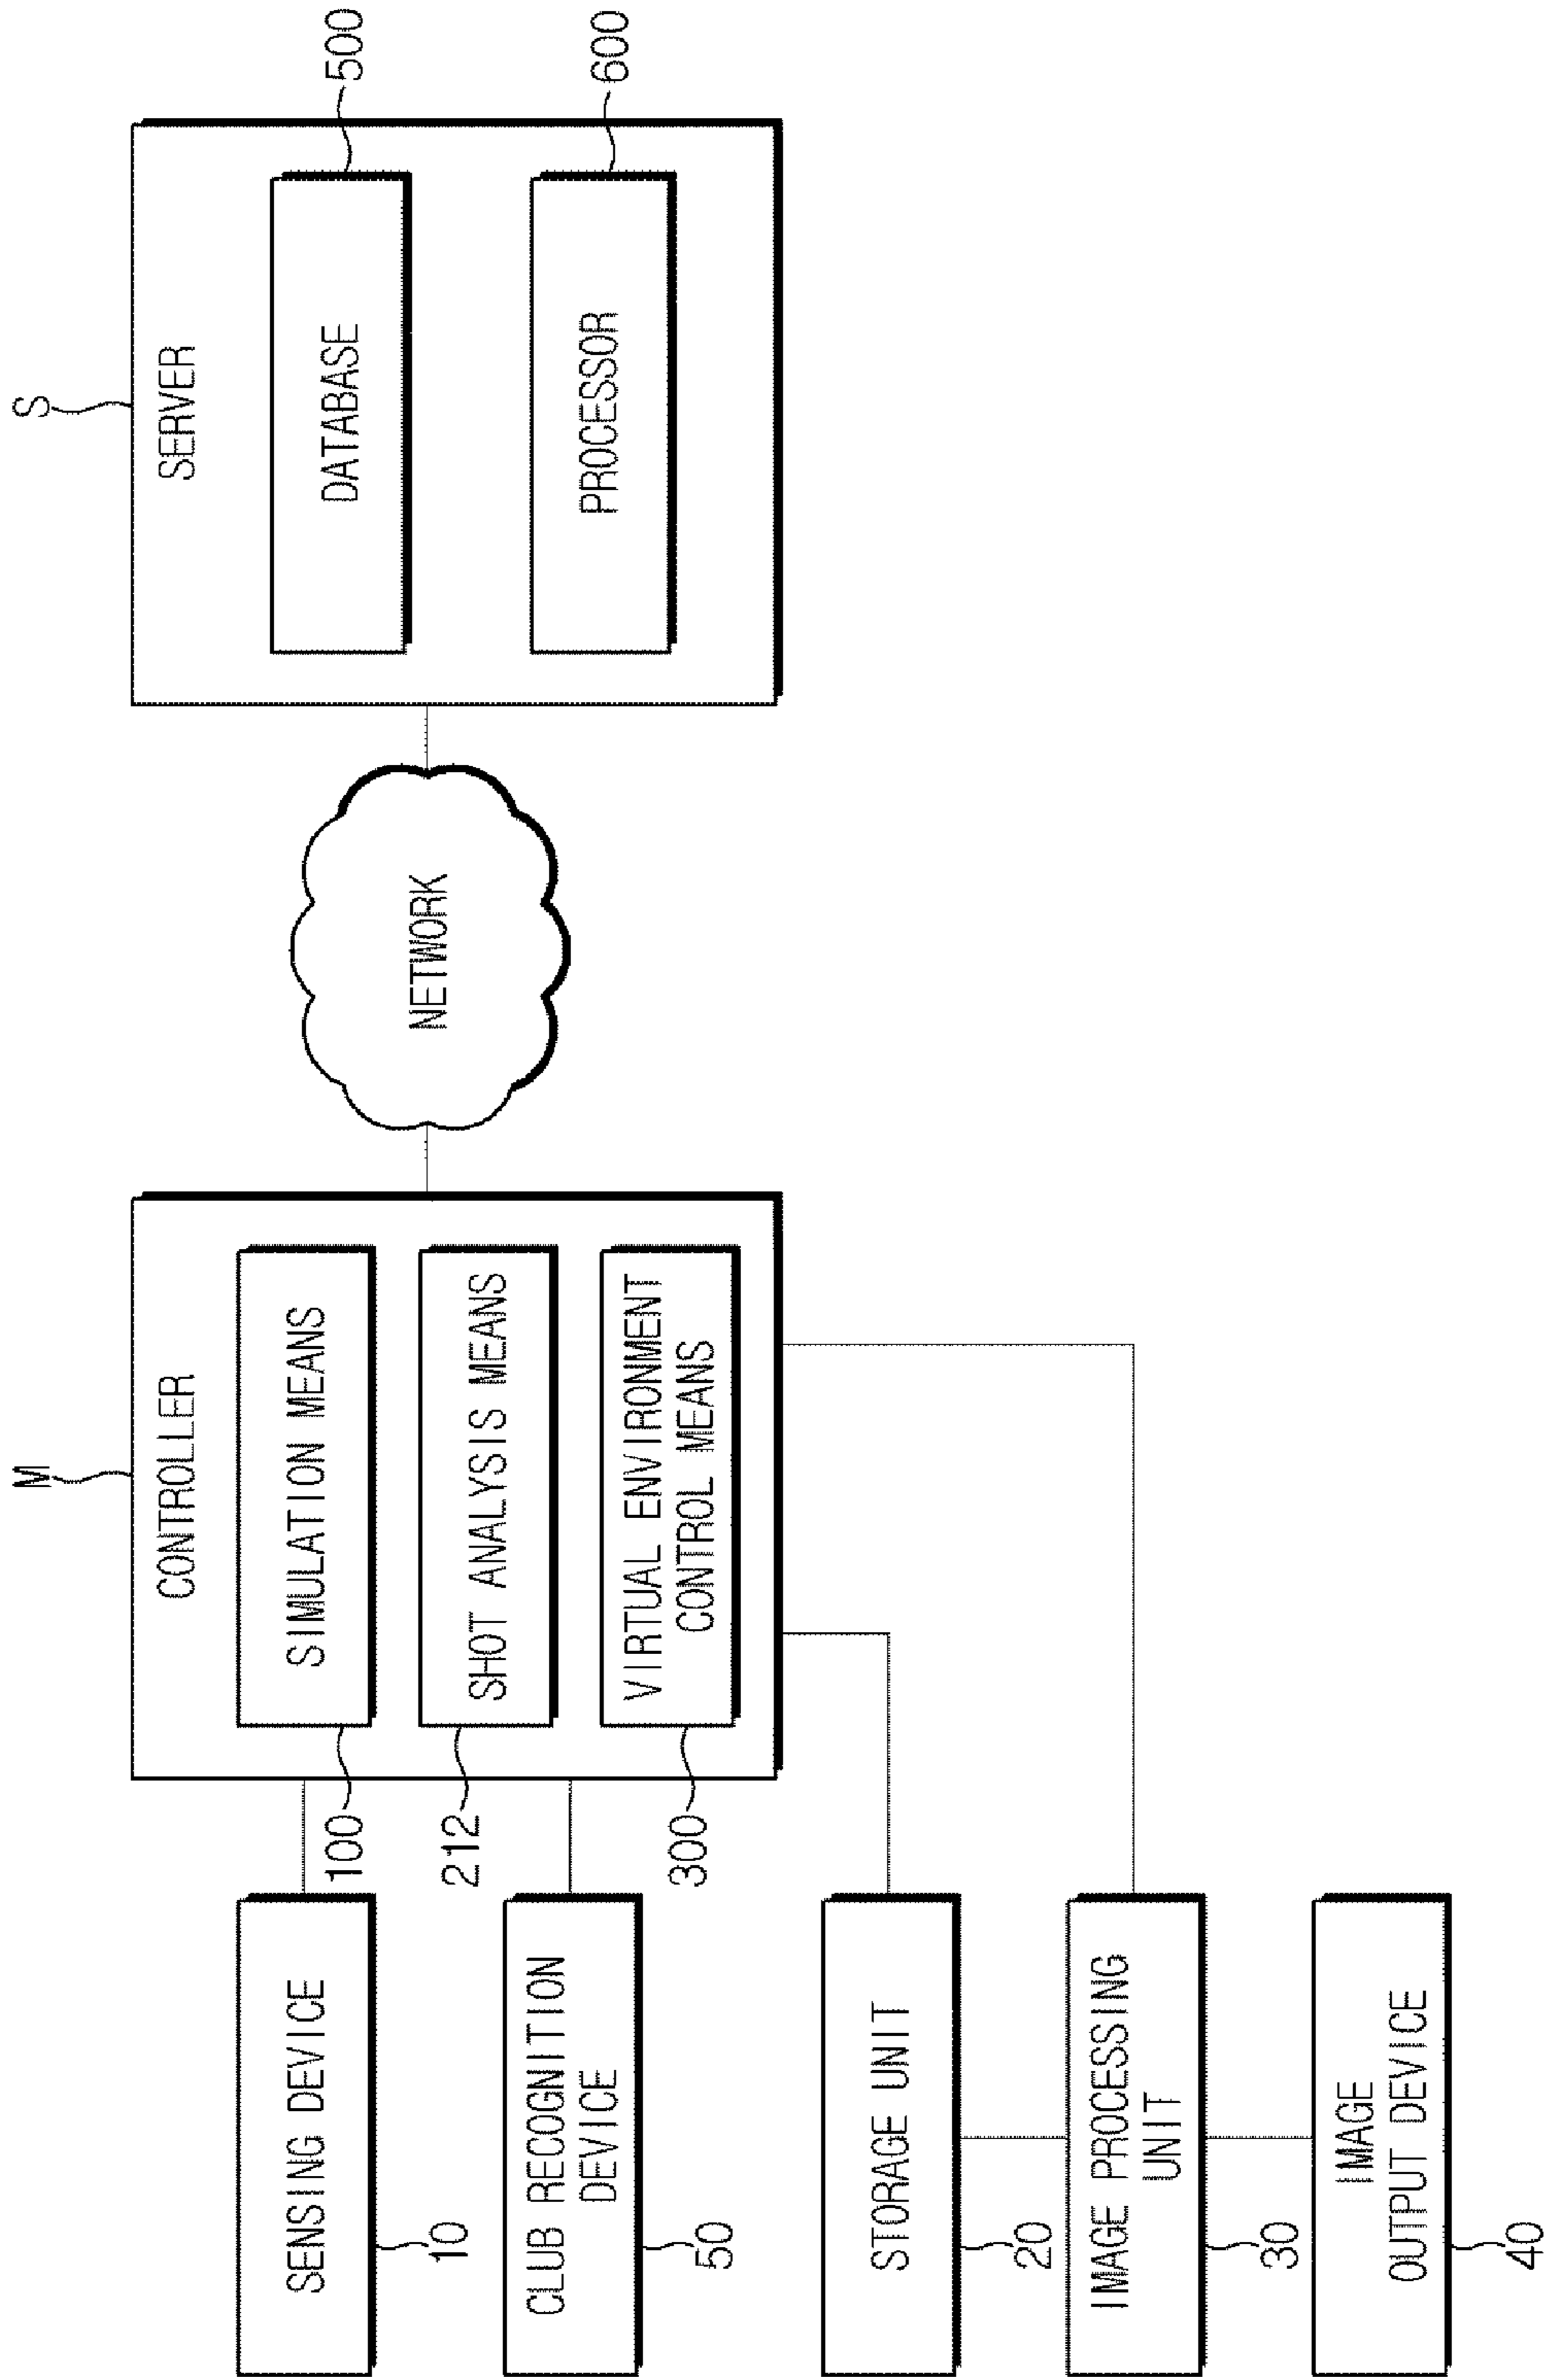 M
S
CONTROLLER
SERVER
SENSING DEVICE
10
100
SIMULATION MEANS
NETWORK
DATABASE
500
212
SHOT ANALYSIS MEANS
CLUB RECOGNITION
DEVICE
50
300
VIRTUAL ENVIRONMENT
CONTROL MEANS
PROCESSOR
600
STORAGE UNIT
20
IMAGE PROCESSING
UNIT
30
IMAGE
OUTPUT DEVICE
40